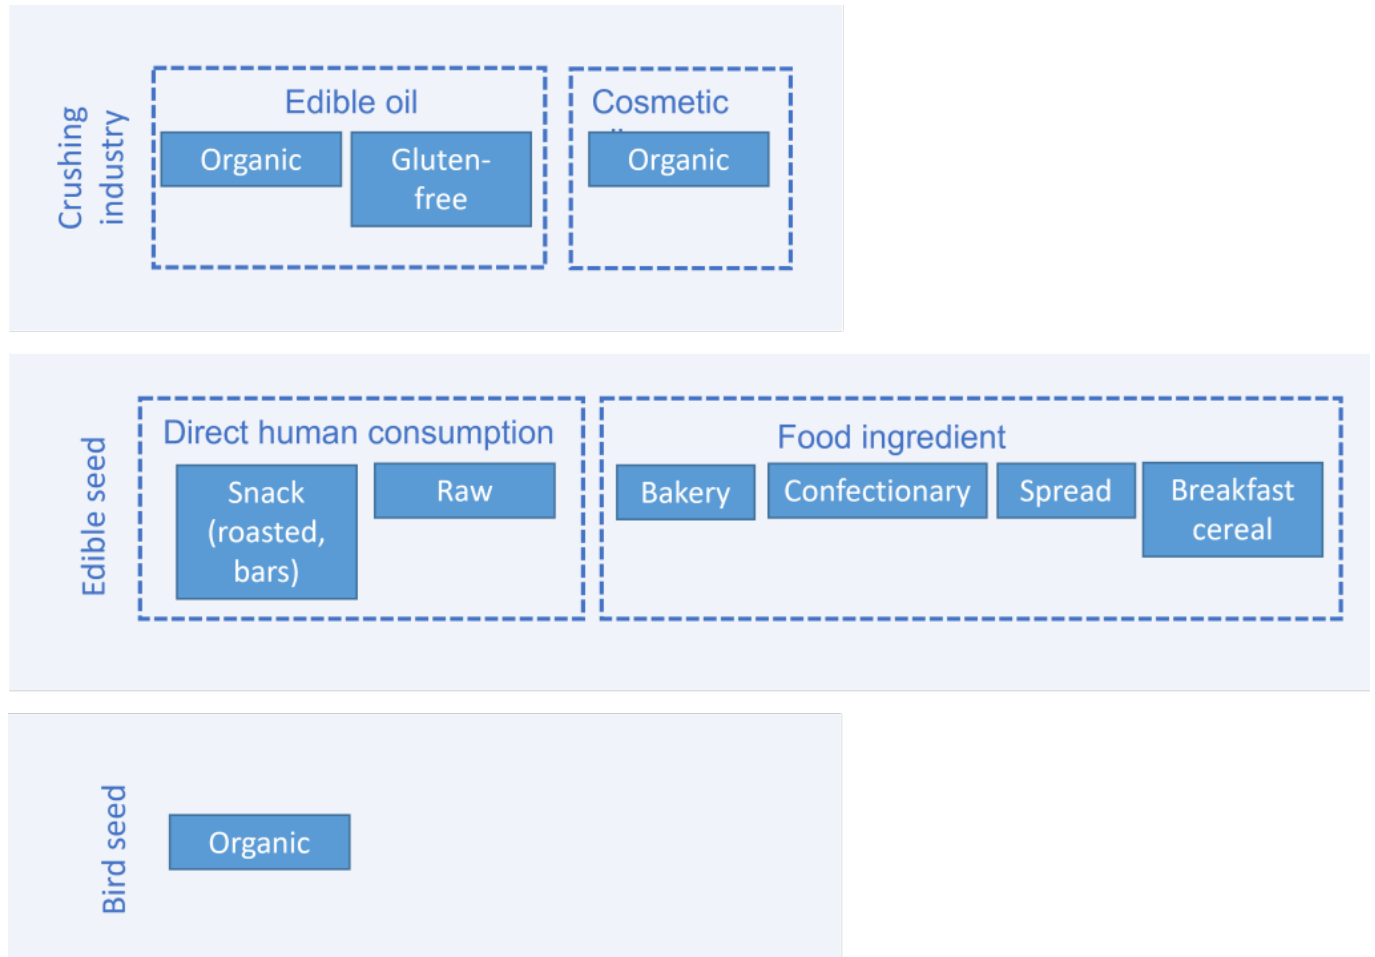 Crushing
industry
Edible oil
Organic
Gluten-
free
Cosmetic
Organic
Edible seed
Direct human consumption
Snack
(roasted,
bars)
Raw
Food ingredient
Bakery
Confectionary
Spread
Breakfast
cereal
Bird seed
Organic